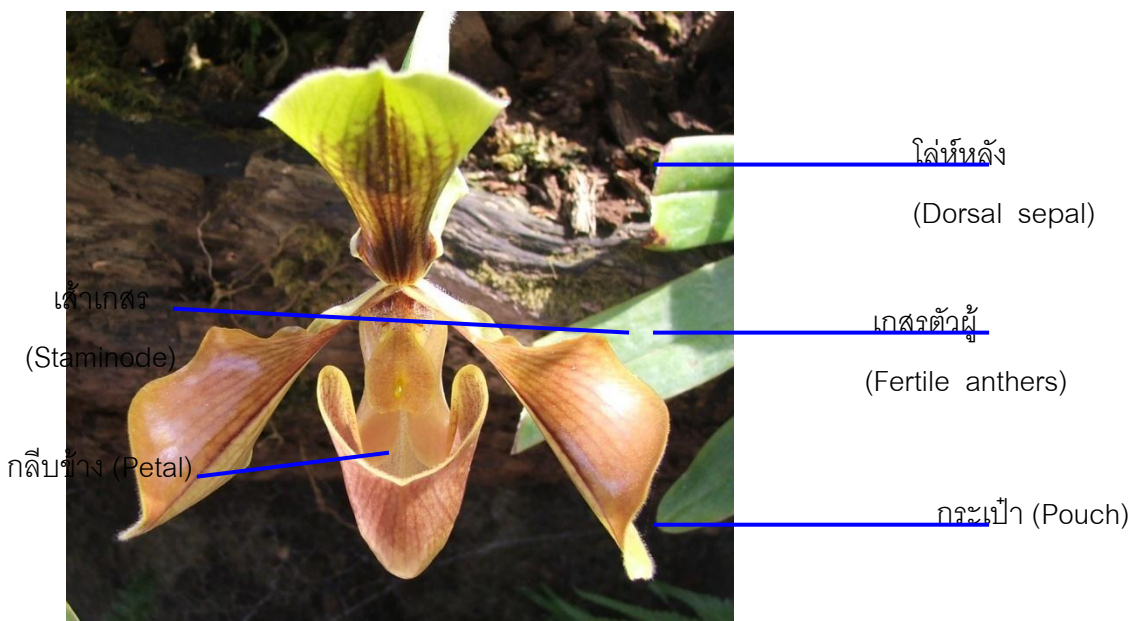 โล่ห์หลัง
(Dorsal sepal)
เส้าเกสร
(Staminode)
เกสรตัวผู้
(Fertile anthers)
กลีบข้าง (Petal)
กระเป๋า (Pouch)